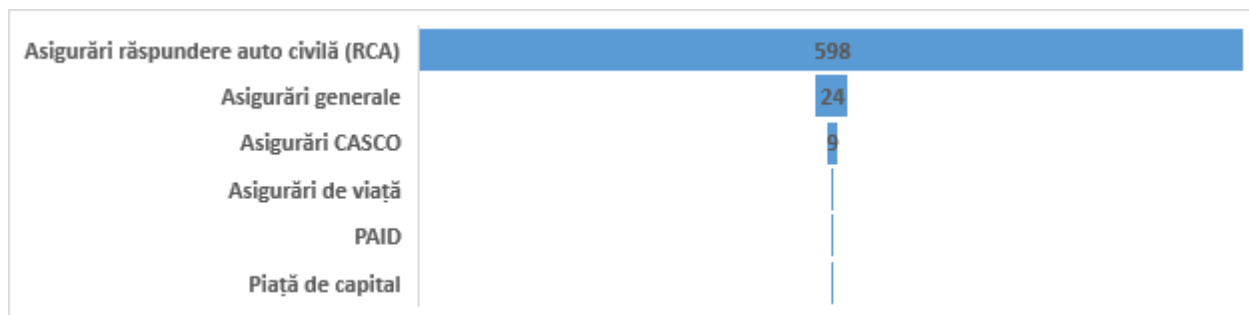 Asigurări răspundere auto civilă (RCA) 598
Asigurări generale 24
Asigurări CASCO 9
Asigurări de viață
PAID
Piață de capital